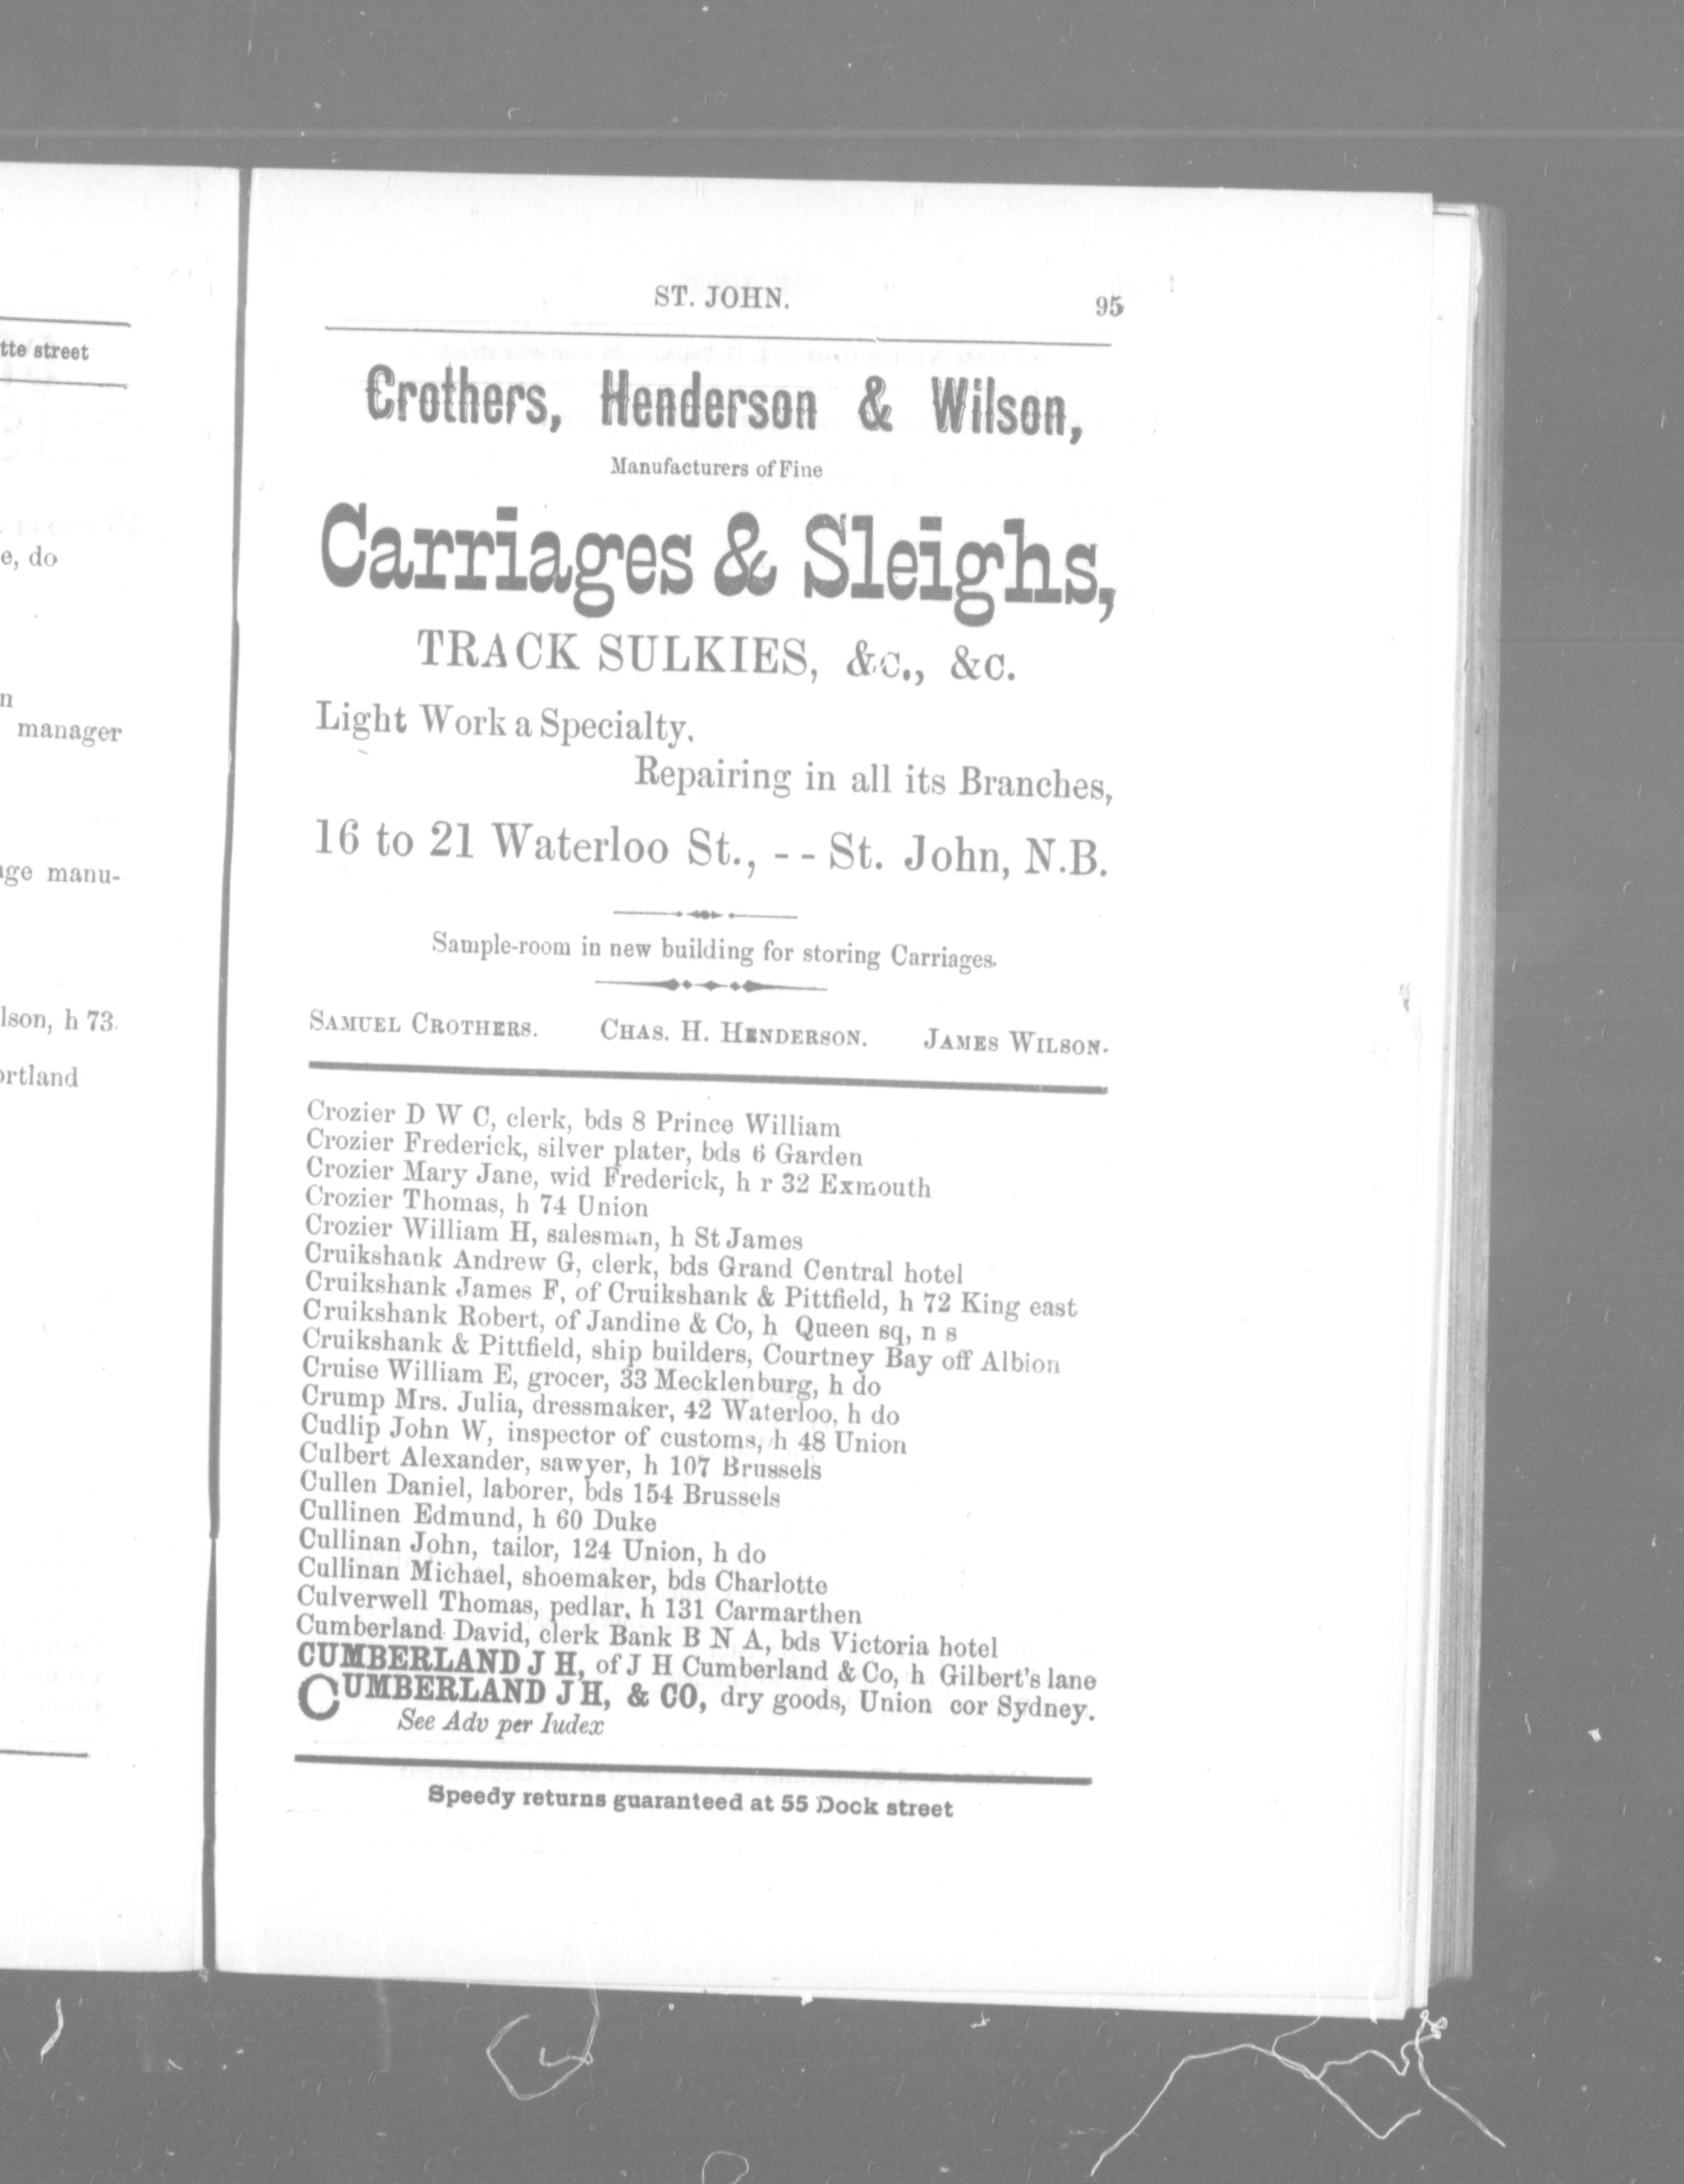 tte street
e, do
n
manager
ge manu-
lson, h 73
ortland
ST. JOHN. 95
Crothers, Henderson & Wilson,
Manufacturers of Fine
Carriages & Sleighs,
TRACK SULKIES, &c., &c.
Light Work a Specialty.
Repairing in all its Branches,
16 to 21 Waterloo St., - - St. John, N.B.
Sample-room in new building for storing Carriages.
SAMUEL CROTHERS. CHAS. H. HENDERSON. JAMES WILSON.
Crozier D W C, clerk, bds 8 Prince William
Crozier Frederick, silver plater, bds 6 Garden
Crozier Mary Jane, wid Frederick, h r 32 Exmouth
Crozier Thomas, h 74 Union
Crozier William H, salesman, h St James
Cruikshank Andrew G, clerk, bds Grand Central hotel
Cruikshank James F, of Cruikshank & Pittfield, h 72 King east
Cruikshank Robert, of Jandine & Co, h Queen sq, n s
Cruikshank & Pittfield, ship builders, Courtney Bay off Albion
Cruise William E, grocer, 33 Mecklenburg, h do
Crump Mrs. Julia, dressmaker, 42 Waterloo, h do
Cudlip John W, inspector of customs, h 48 Union
Culbert Alexander, sawyer, h 107 Brussels
Cullen Daniel, laborer, bds 154 Brussels
Cullinen Edmund, h 60 Duke
Cullinan John, tailor, 124 Union, h do
Cullinan Michael, shoemaker, bds Charlotte
Culverwell Thomas, pedlar, h 131 Carmarthen
Cumberland David, clerk Bank B N A, bds Victoria hotel
CUMBERLAND J H, of J H Cumberland & Co, h Gilbert's lane
CUMBERLAND J H, & CO, dry goods, Union cor Sydney.
See Adv per Iudex
Speedy returns guaranteed at 55 Dock street